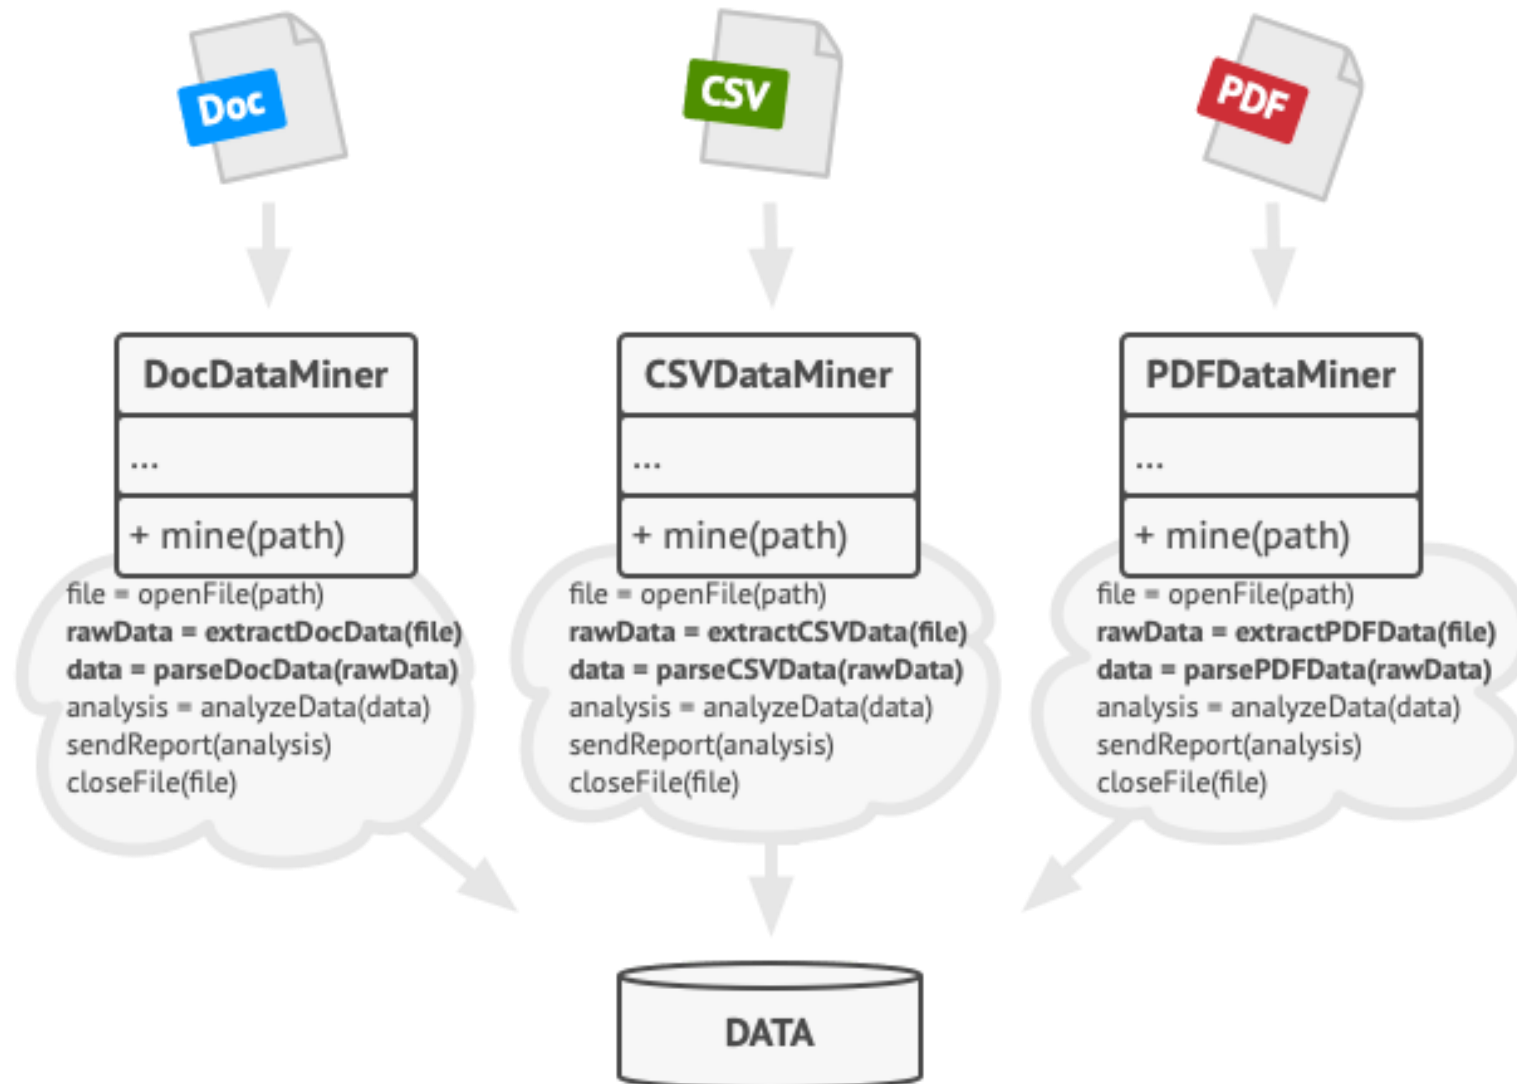 Doc
CSV
PDF
DocDataMiner
...
+ mine(path)
file = openFile(path)
rawData = extractDocData(file)
data = parseDocData(rawData)
analysis = analyzeData(data)
sendReport(analysis)
closeFile(file)
CSVDataMiner
...
+ mine(path)
file = openFile(path)
rawData = extractCSVData(file)
data = parseCSVData(rawData)
analysis = analyzeData(data)
sendReport(analysis)
closeFile(file)
PDFDataMiner
...
+ mine(path)
file = openFile(path)
rawData = extractPDFData(file)
data = parsePDFData(rawData)
analysis = analyzeData(data)
sendReport(analysis)
closeFile(file)
DATA